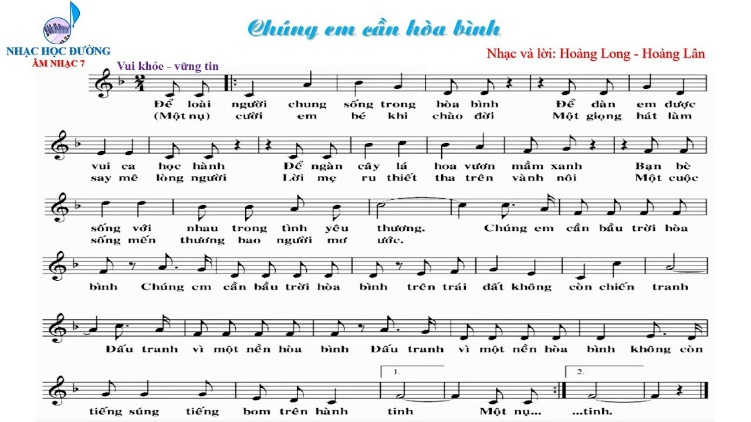 Chúng em cần hòa bình
NHẠC HỌC ĐƯỜNG
ÂM NHẠC 7
Nhạc và lời: Hoàng Long - Hoàng Lân
Vui khỏe - vững tin
Để loài người chung sống trong hòa bình Để đàn em được
(Một nụ) cười em bé khi chào đời Một giọng hát làm
vui ca học hành Để ngàn cây lá hoa vươn mầm xanh Bạn bè
say mê lòng người Lời mẹ ru thiết tha trên vành nôi Một cuộc
sống với nhau trong tình yêu thương. Chúng em cần bầu trời hòa
sống mến thương bao người mơ ước.
bình Chúng em cần bầu trời hòa bình trên trái đất không còn chiến tranh
Đấu tranh vì một nền hòa bình Đấu tranh vì một nền hòa bình không còn
1.
2.
tiếng súng tiếng bom trên hành tinh Một nụ... ...tinh.